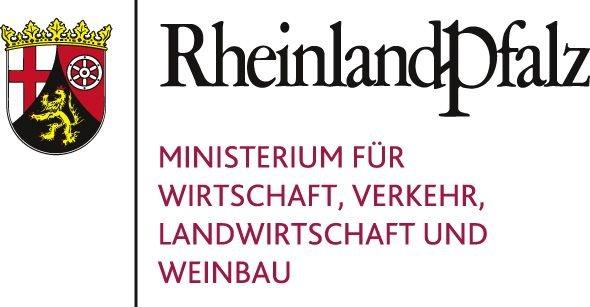 RheinlandPfalz
MINISTERIUM FÜR
WIRTSCHAFT, VERKEHR,
LANDWIRTSCHAFT UND
WEINBAU